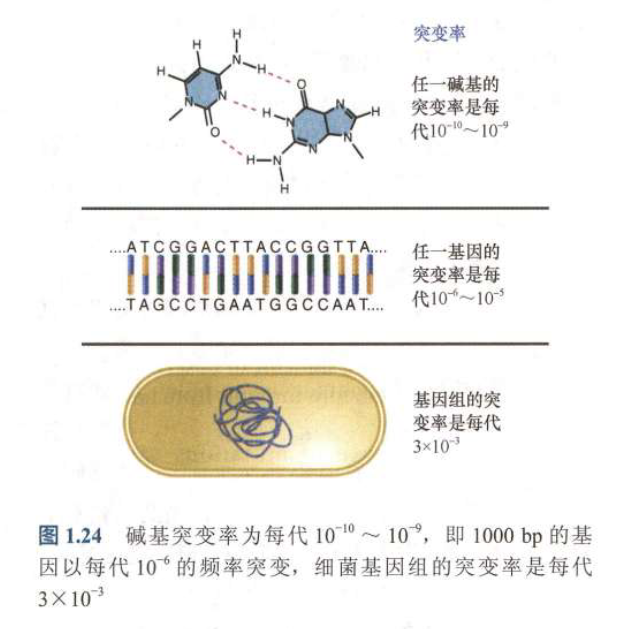 突变率
H
H
N
H
H
O
N
N
H
N
N
H
O
N
N
H
N
H
任一碱基的
突变率是每
代10⁻¹⁰～10⁻⁹
....ATCGGACTTACCGGTTA....
....TAGCCTGAATGGCCAAT....
任一基因的
突变率是每
代10⁻⁶～10⁻⁵
基因组的突
变率是每代
3×10⁻³
图 1.24 碱基突变率为每代 10⁻¹⁰ ～ 10⁻⁹，即 1000 bp 的基
因以每代 10⁻⁶ 的频率突变，细菌基因组的突变率是每代
3×10⁻³